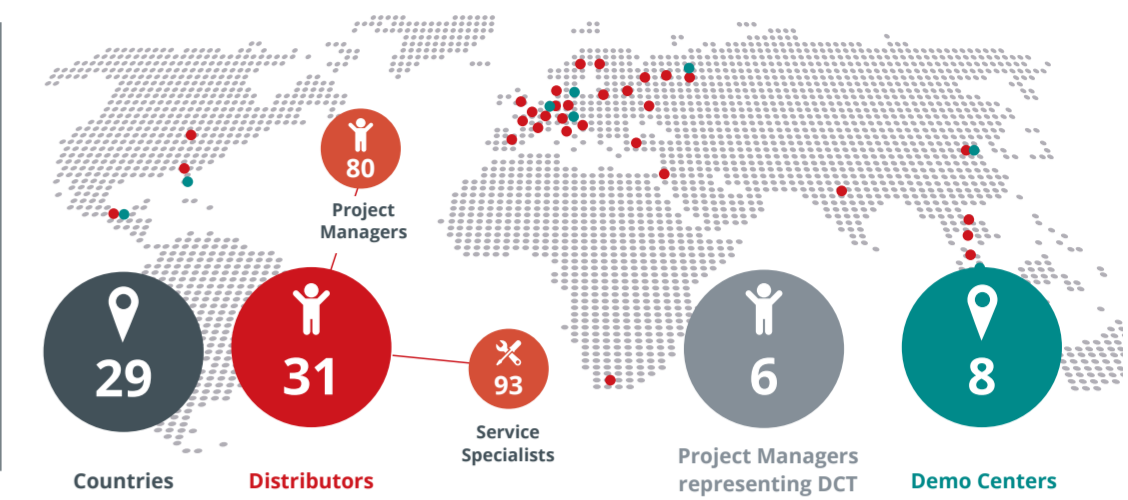 80
Project
Managers
29
Countries
31
Distributors
93
Service
Specialists
6
Project Managers
representing DCT
8
Demo Centers